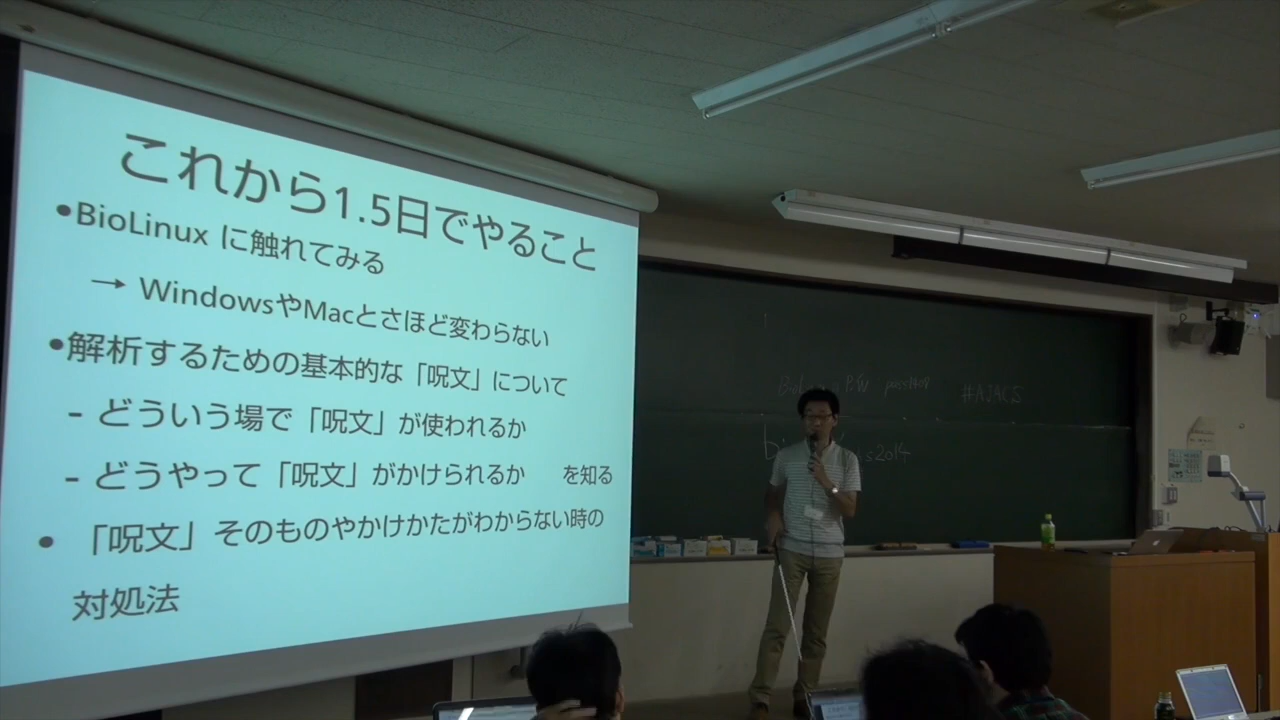 これから1.5日でやること
•BioLinux に触れてみる
→ WindowsやMacとさほど変わらない
•解析するための基本的な「呪文」について
- どういう場で「呪文」が使われるか
- どうやって「呪文」がかけられるか を知る
• 「呪文」そのものやかけかたがわからない時の
対処法
#AJACS